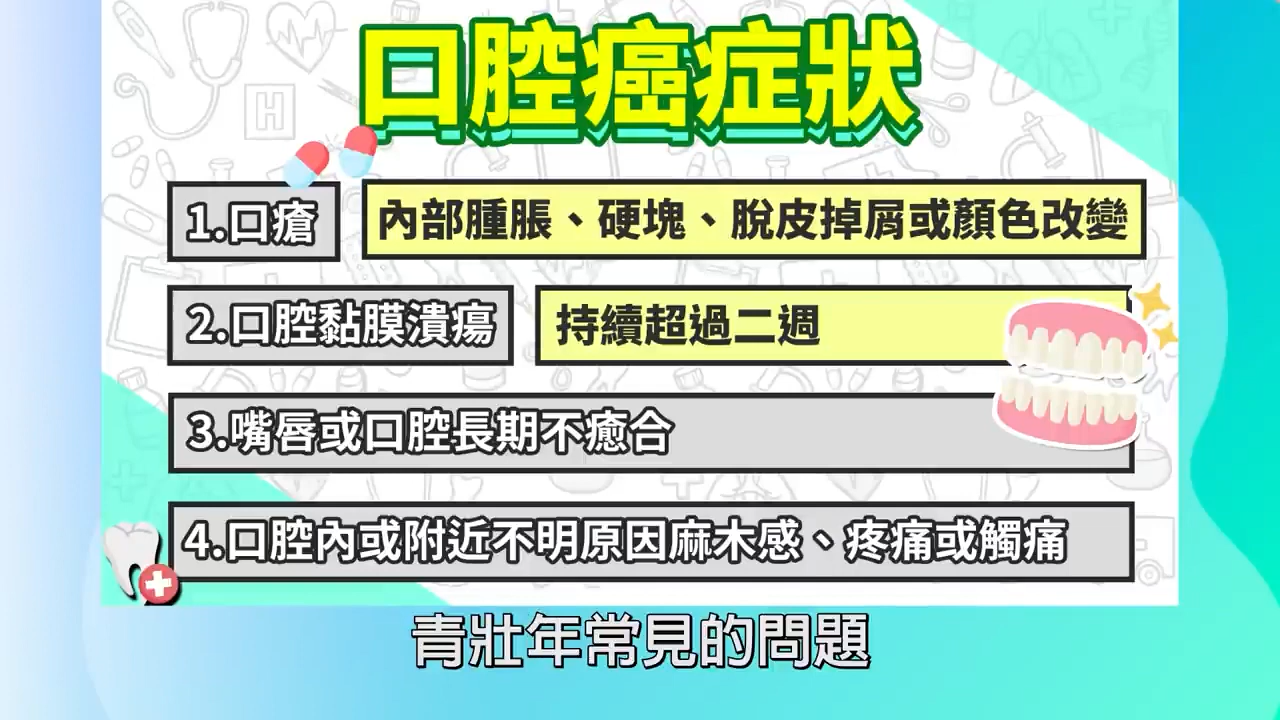 口腔癌症狀
H
1.口瘡 內部腫脹、硬塊、脫皮掉屑或顏色改變
2.口腔黏膜潰瘍 持續超過二週
3.嘴唇或口腔長期不癒合
4.口腔內或附近不明原因麻木感、疼痛或觸痛
青壯年常見的問題